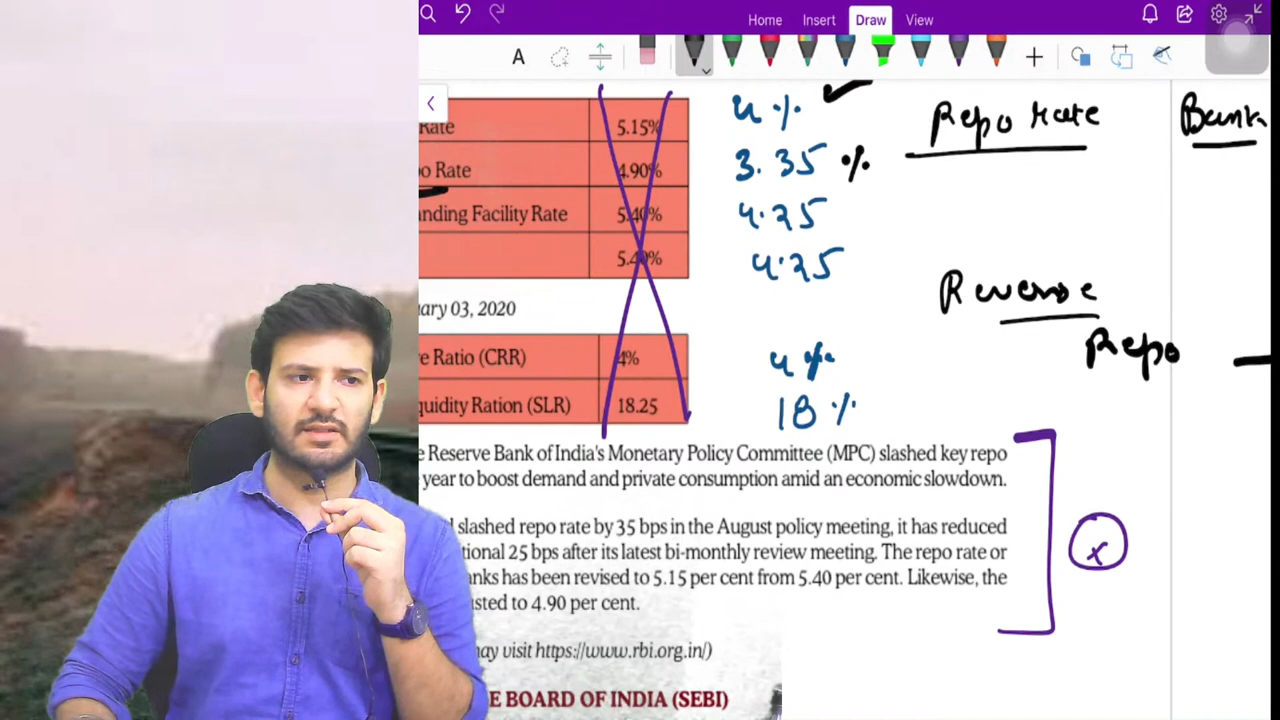 Home Insert Draw View
A
Rate 5.15% 4%
Repo Rate Bank
o Rate 4.90% 3.35 %
anding Facility Rate 5.40% 4.25
5.40% 4.25
Reverse
Repo
ary 03, 2020
e Ratio (CRR) 4% 4%
quidity Ration (SLR) 18.25 18%
e Reserve Bank of India's Monetary Policy Committee (MPC) slashed key repo
year to boost demand and private consumption amid an economic slowdown.
slashed repo rate by 35 bps in the August policy meeting, it has reduced
tional 25 bps after its latest bi-monthly review meeting. The repo rate or
nks has been revised to 5.15 per cent from 5.40 per cent. Likewise, the
sted to 4.90 per cent.
x
ay visit https://www.rbi.org.in/)
E BOARD OF INDIA (SEBI)